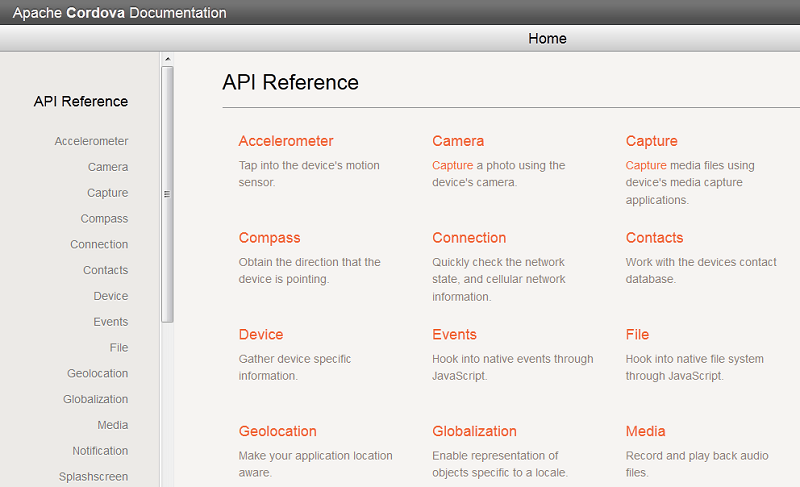 Apache Cordova Documentation
Home
API Reference
Accelerometer
Camera
Capture
Compass
Connection
Contacts
Device
Events
File
Geolocation
Globalization
Media
Notification
Splashscreen
API Reference
Accelerometer
Tap into the device's motion
sensor.
Camera
Capture a photo using the
device's camera.
Capture
Capture media files using
device's media capture
applications.
Compass
Obtain the direction that the
device is pointing.
Connection
Quickly check the network
state, and cellular network
information.
Contacts
Work with the devices contact
database.
Device
Gather device specific
information.
Events
Hook into native events through
JavaScript.
File
Hook into native file system
through JavaScript.
Geolocation
Make your application location
aware.
Globalization
Enable representation of
objects specific to a locale.
Media
Record and play back audio
files.